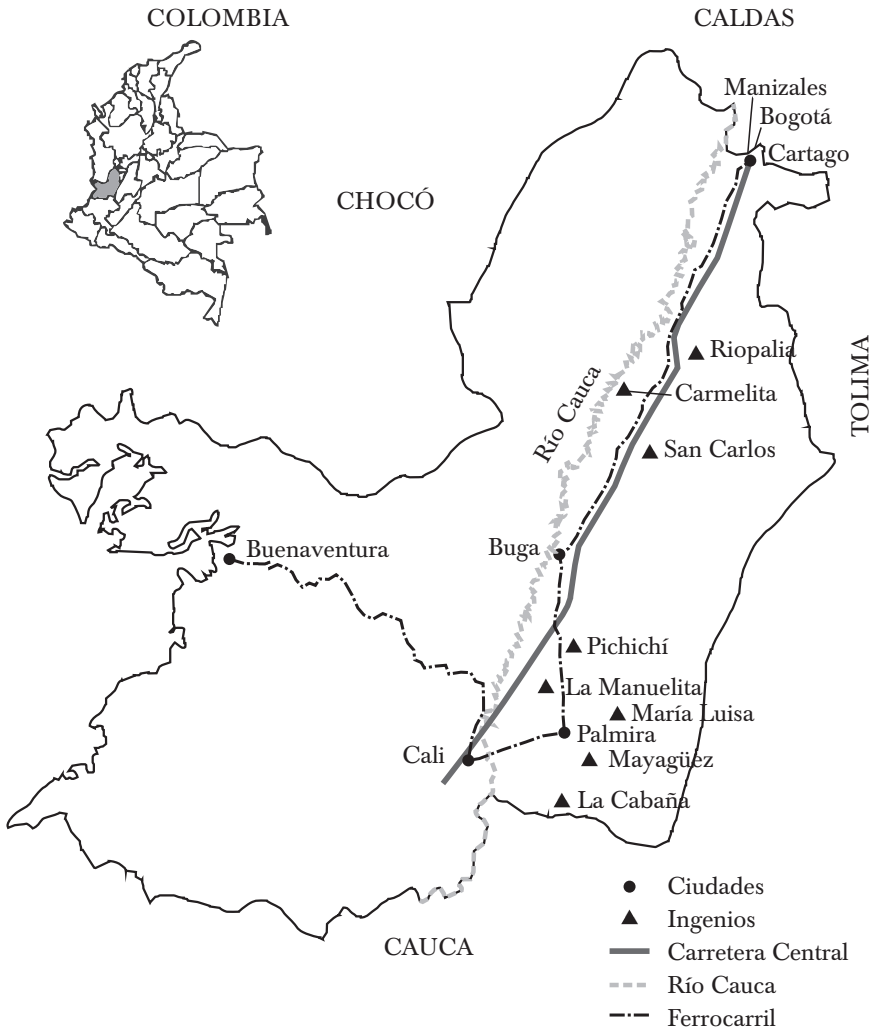 COLOMBIA
CALDAS
Manizales
Bogotá
Cartago
CHOCÓ
TOLIMA
Riopalia
Carmelita
Río Cauca
San Carlos
Buenaventura
Buga
Pichichí
La Manuelita
María Luisa
Palmira
Cali
Mayagüez
La Cabaña
CAUCA
Ciudades
Ingenios
Carretera Central
Río Cauca
Ferrocarril